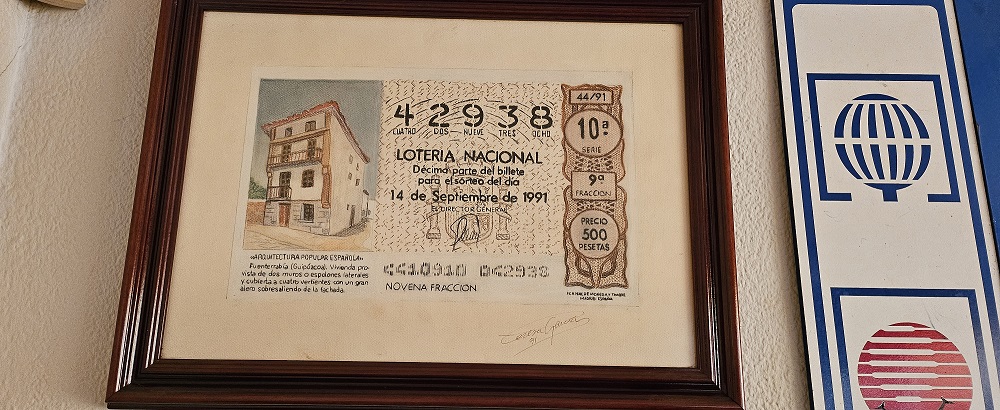 42938
CUATRO DOS NUEVE TRES OCHO
LOTERIA NACIONAL
Décima parte del billete
para el sorteo del día
14 de Septiembre de 1991
EL DIRECTOR GENERAL
NOVENA FRACCION
44/91
10ª
SERIE
9ª
FRACCION
PRECIO
500
PESETAS
«ARQUITECTURA POPULAR ESPAÑOLA»
Fuenterrabía (Guipúzcoa). Vivienda pro-
vista de dos muros o espolones laterales
y cubierta a cuatro vertientes con un gran
alero sobresaliendo de la fachada.
Teresa García
91